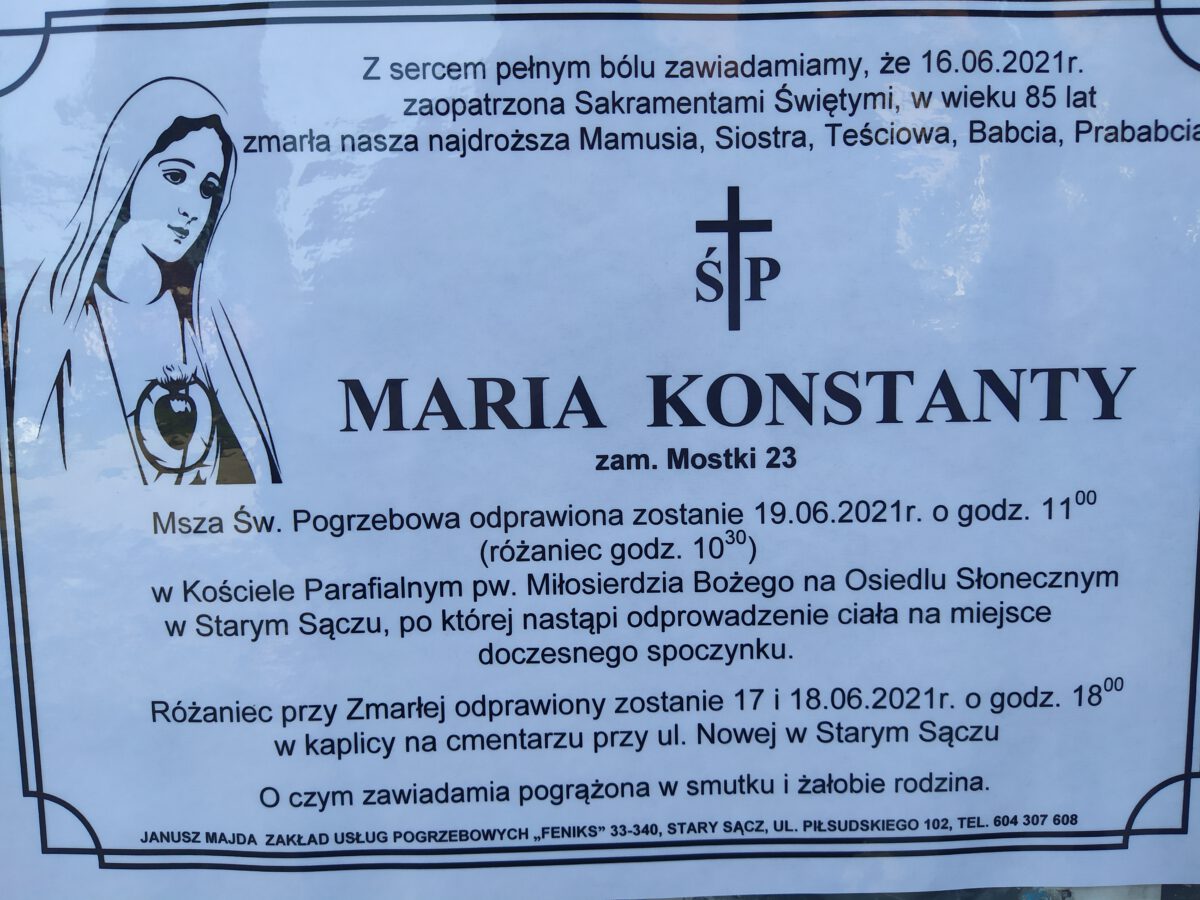 Z sercem pełnym bólu zawiadamiamy, że 16.06.2021r.
zaopatrzona Sakramentami Świętymi, w wieku 85 lat
zmarła nasza najdroższa Mamusia, Siostra, Teściowa, Babcia, Prababcia
Ś P
MARIA KONSTANTY
zam. Mostki 23
Msza Św. Pogrzebowa odprawiona zostanie 19.06.2021r. o godz. 11⁰⁰
(różaniec godz. 10³⁰)
w Kościele Parafialnym pw. Miłosierdzia Bożego na Osiedlu Słonecznym
w Starym Sączu, po której nastąpi odprowadzenie ciała na miejsce
doczesnego spoczynku.
Różaniec przy Zmarłej odprawiony zostanie 17 i 18.06.2021r. o godz. 18⁰⁰
w kaplicy na cmentarzu przy ul. Nowej w Starym Sączu
O czym zawiadamia pogrążona w smutku i żałobie rodzina.
JANUSZ MAJDA ZAKŁAD USŁUG POGRZEBOWYCH „FENIKS” 33-340, STARY SĄCZ, UL. PIŁSUDSKIEGO 102, TEL. 604 307 608